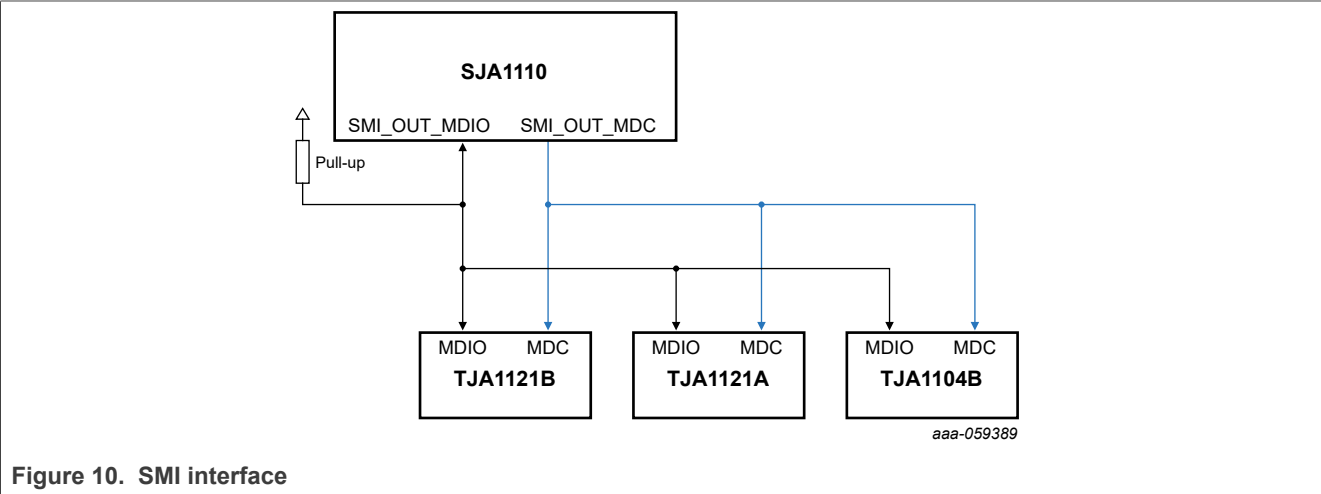 SJA1110
SMI_OUT_MDIO SMI_OUT_MDC
Pull-up
MDIO MDC MDIO MDC MDIO MDC
TJA1121B TJA1121A TJA1104B
aaa-059389
Figure 10. SMI interface